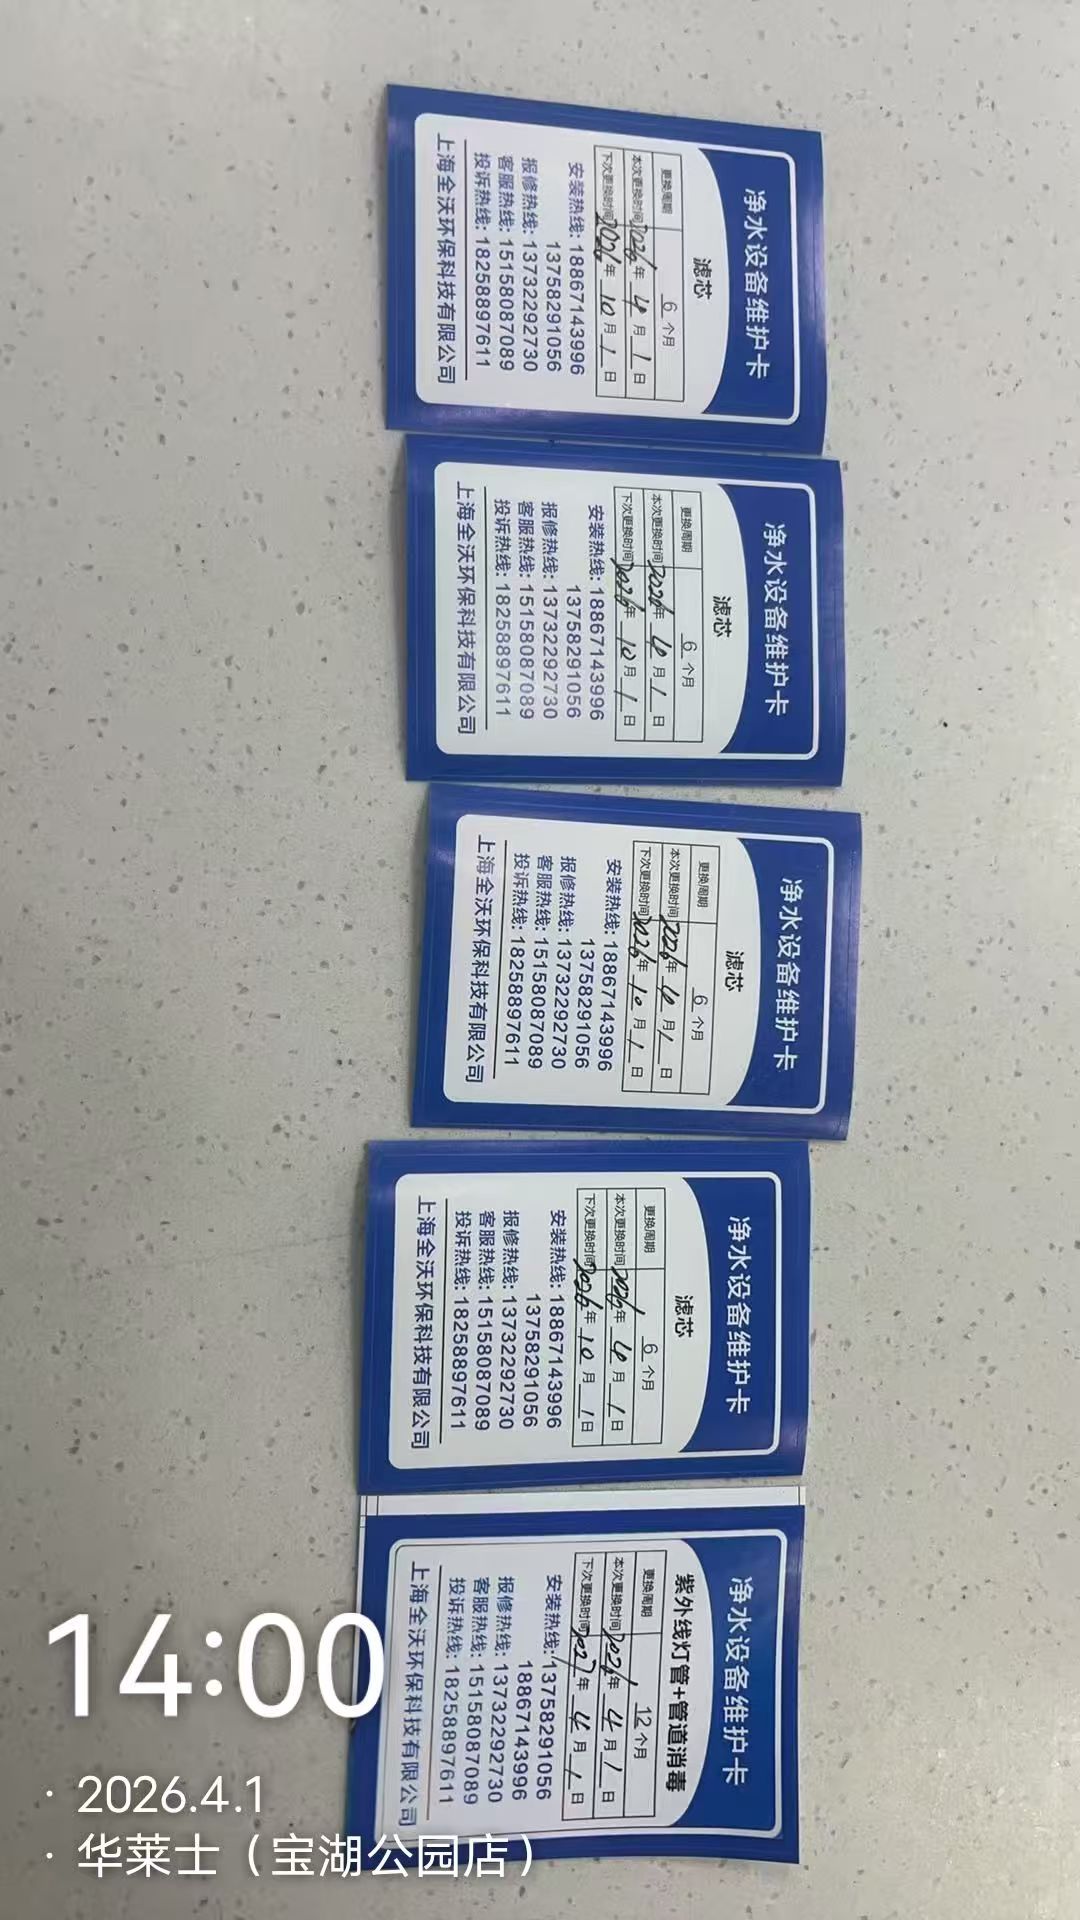 净水设备维护卡
滤芯
更换周期 6 个月
本次更换时间 2026 年 4 月 1 日
下次更换时间 2026 年 10 月 1 日
安装热线: 18867143996
13758291056
报修热线: 13732292730
客服热线: 15158087089
投诉热线: 18258897611
上海全沃环保科技有限公司
净水设备维护卡
滤芯
更换周期 6 个月
本次更换时间 2026 年 4 月 1 日
下次更换时间 2026 年 10 月 1 日
安装热线: 18867143996
13758291056
报修热线: 13732292730
客服热线: 15158087089
投诉热线: 18258897611
上海全沃环保科技有限公司
净水设备维护卡
滤芯
更换周期 6 个月
本次更换时间 2026 年 4 月 1 日
下次更换时间 2026 年 10 月 1 日
安装热线: 18867143996
13758291056
报修热线: 13732292730
客服热线: 15158087089
投诉热线: 18258897611
上海全沃环保科技有限公司
净水设备维护卡
滤芯
更换周期 6 个月
本次更换时间 2026 年 4 月 1 日
下次更换时间 2026 年 10 月 1 日
安装热线: 18867143996
13758291056
报修热线: 13732292730
客服热线: 15158087089
投诉热线: 18258897611
上海全沃环保科技有限公司
净水设备维护卡
紫外线灯管+管道消毒
更换周期 12 个月
本次更换时间 2026 年 4 月 1 日
下次更换时间 2027 年 4 月 1 日
安装热线: 13758291056
18867143996
报修热线: 13732292730
客服热线: 15158087089
投诉热线: 18258897611
上海全沃环保科技有限公司
14:00
· 2026.4.1
· 华莱士（宝湖公园店）